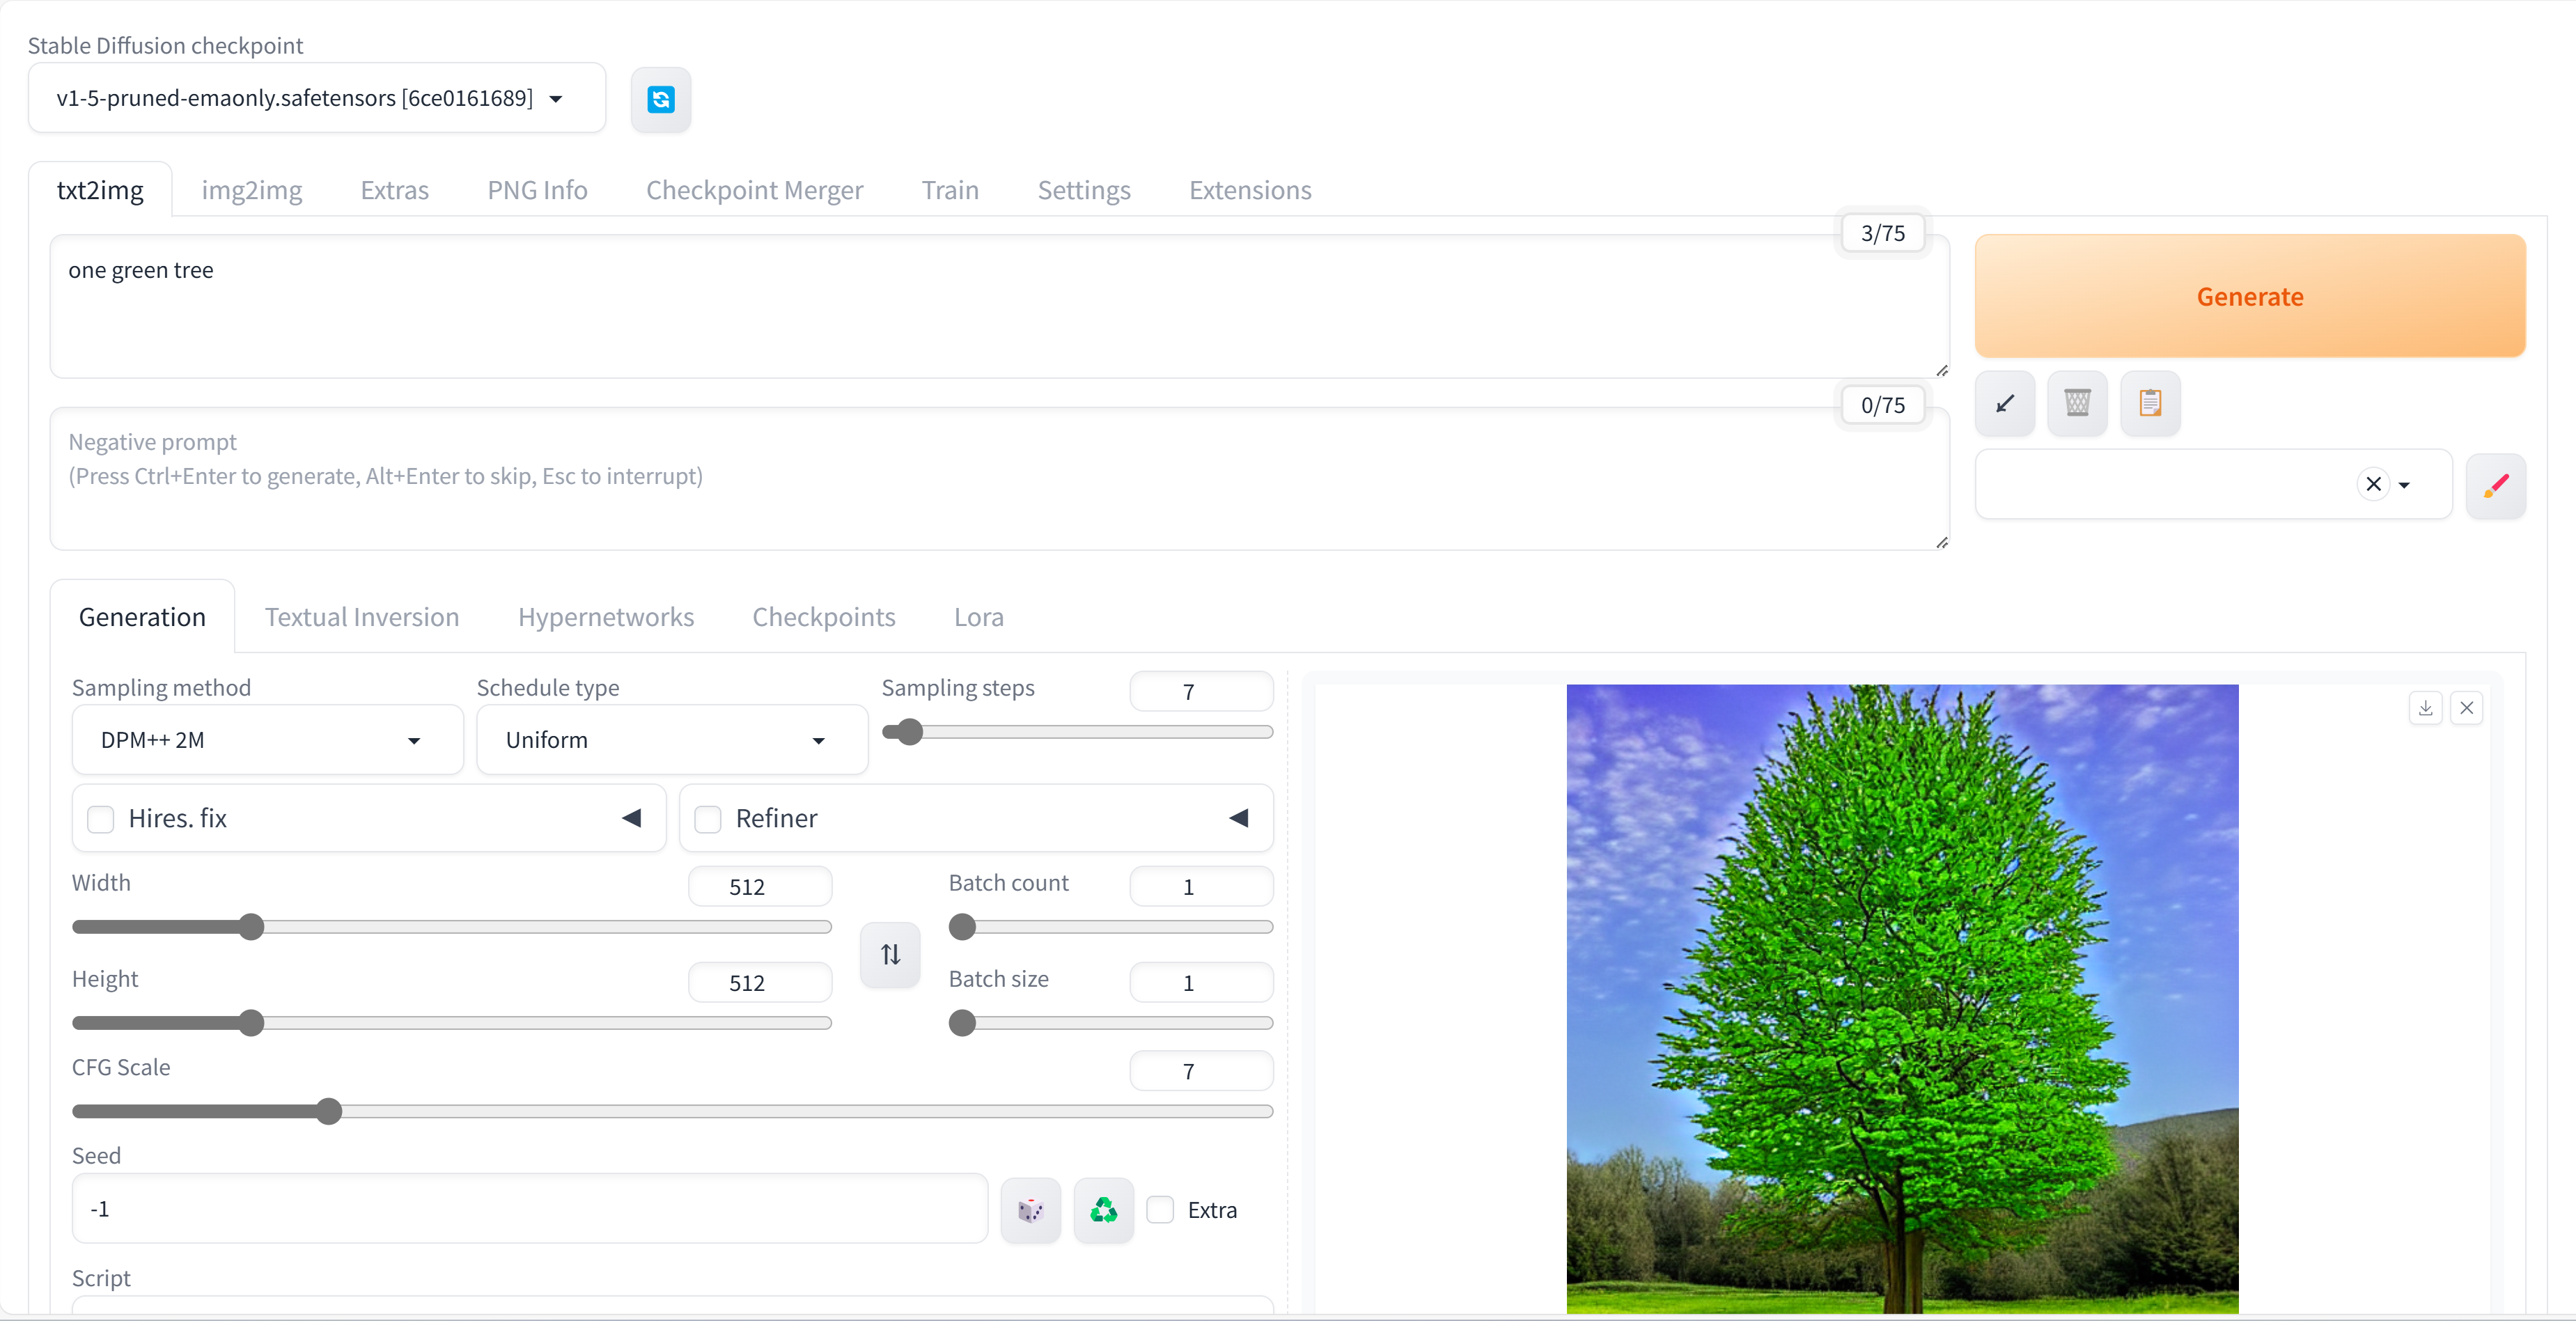 Stable Diffusion checkpoint
v1-5-pruned-emaonly.safetensors [6ce0161689]
txt2img img2img Extras PNG Info Checkpoint Merger Train Settings Extensions
3/75
one green tree
Generate
0/75
Negative prompt
(Press Ctrl+Enter to generate, Alt+Enter to skip, Esc to interrupt)
Generation Textual Inversion Hypernetworks Checkpoints Lora
Sampling method Schedule type Sampling steps 7
DPM++ 2M Uniform
Hires. fix Refiner
Width 512 Batch count 1
Height 512 Batch size 1
CFG Scale 7
Seed
-1 Extra
Script